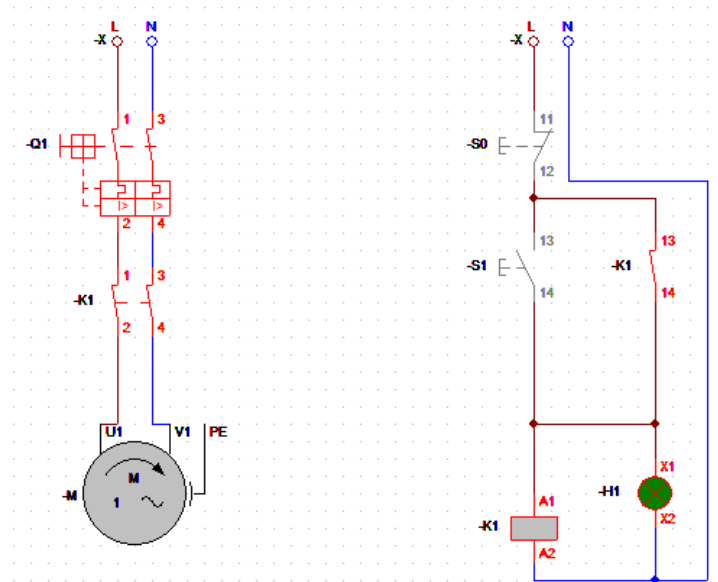 L N
-X
1 3
-Q1
I> I>
2 4
1 3
-K1
2 4
U1 V1 PE
M
-M
1
L N
-X
11
-S0
12
13 13
-S1 -K1
14 14
X1
A1
-H1
-K1
X2
A2